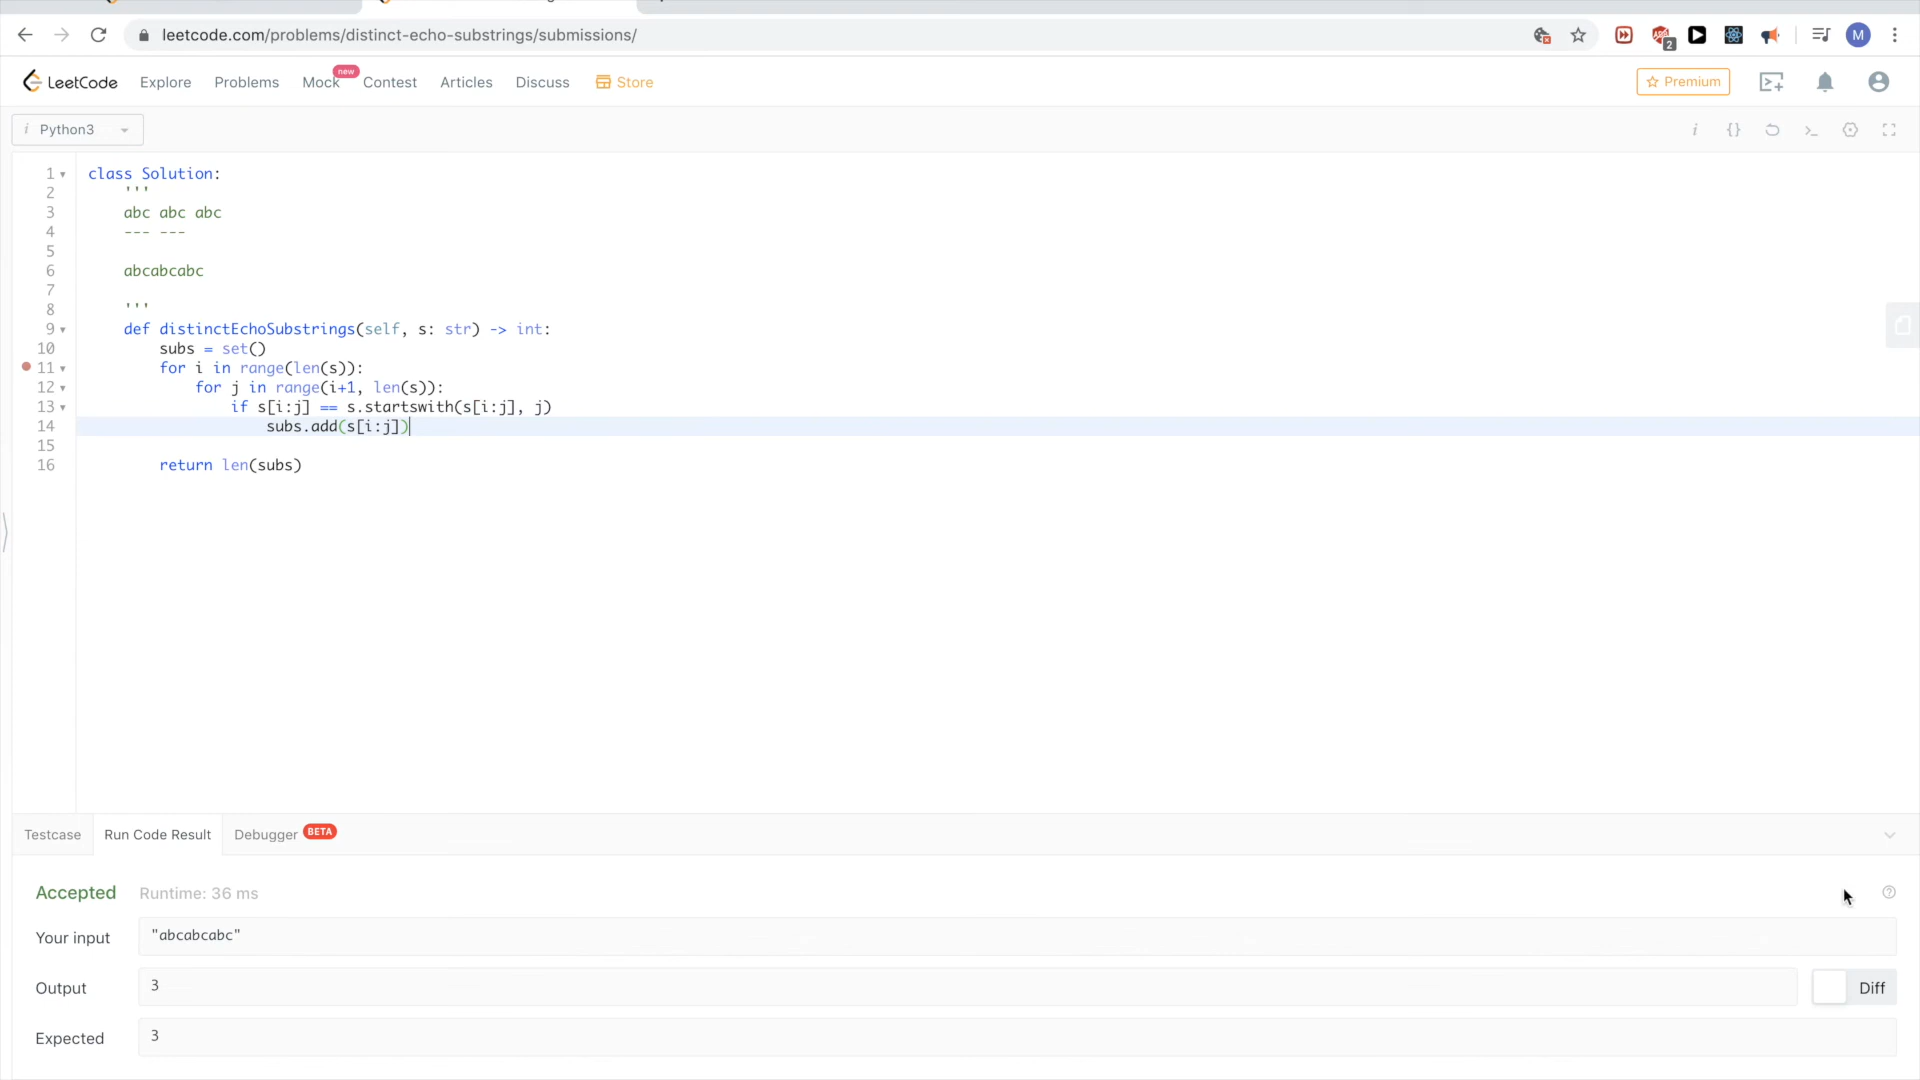 leetcode.com/problems/distinct-echo-substrings/submissions/
2
M
LeetCode Explore Problems Mock new Contest Articles Discuss Store
Premium
i Python3
i {} >_
1 class Solution:
2 '''
3 abc abc abc
4 --- ---
5
6 abcabcabc
7
8 '''
9 def distinctEchoSubstrings(self, s: str) -> int:
10 subs = set()
11 for i in range(len(s)):
12 for j in range(i+1, len(s)):
13 if s[i:j] == s.startswith(s[i:j], j)
14 subs.add(s[i:j])
15
16 return len(subs)
Testcase Run Code Result Debugger BETA
Accepted Runtime: 36 ms
Your input "abcabcabc"
Output 3
Diff
Expected 3